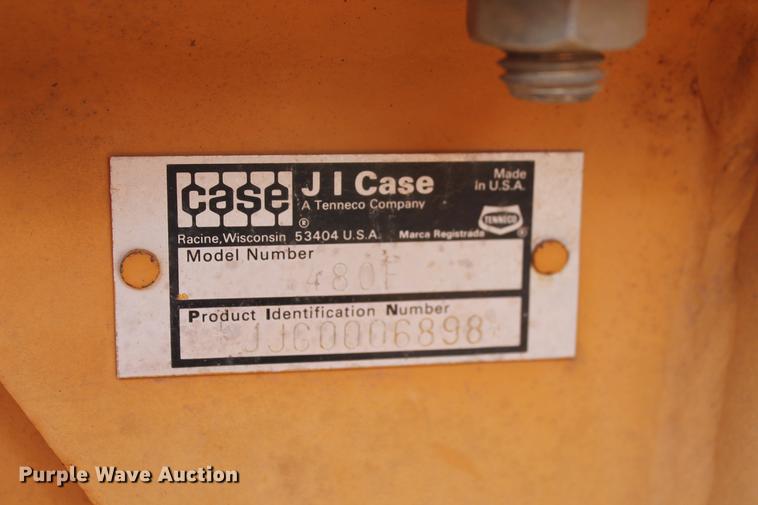 case
J I Case
A Tenneco Company
Made
in U.S.A.
TENNECO
Racine, Wisconsin 53404 U.S.A.
Marca Registrada
Model Number
480F
Product Identification Number
JJG0006898
Purple Wave Auction